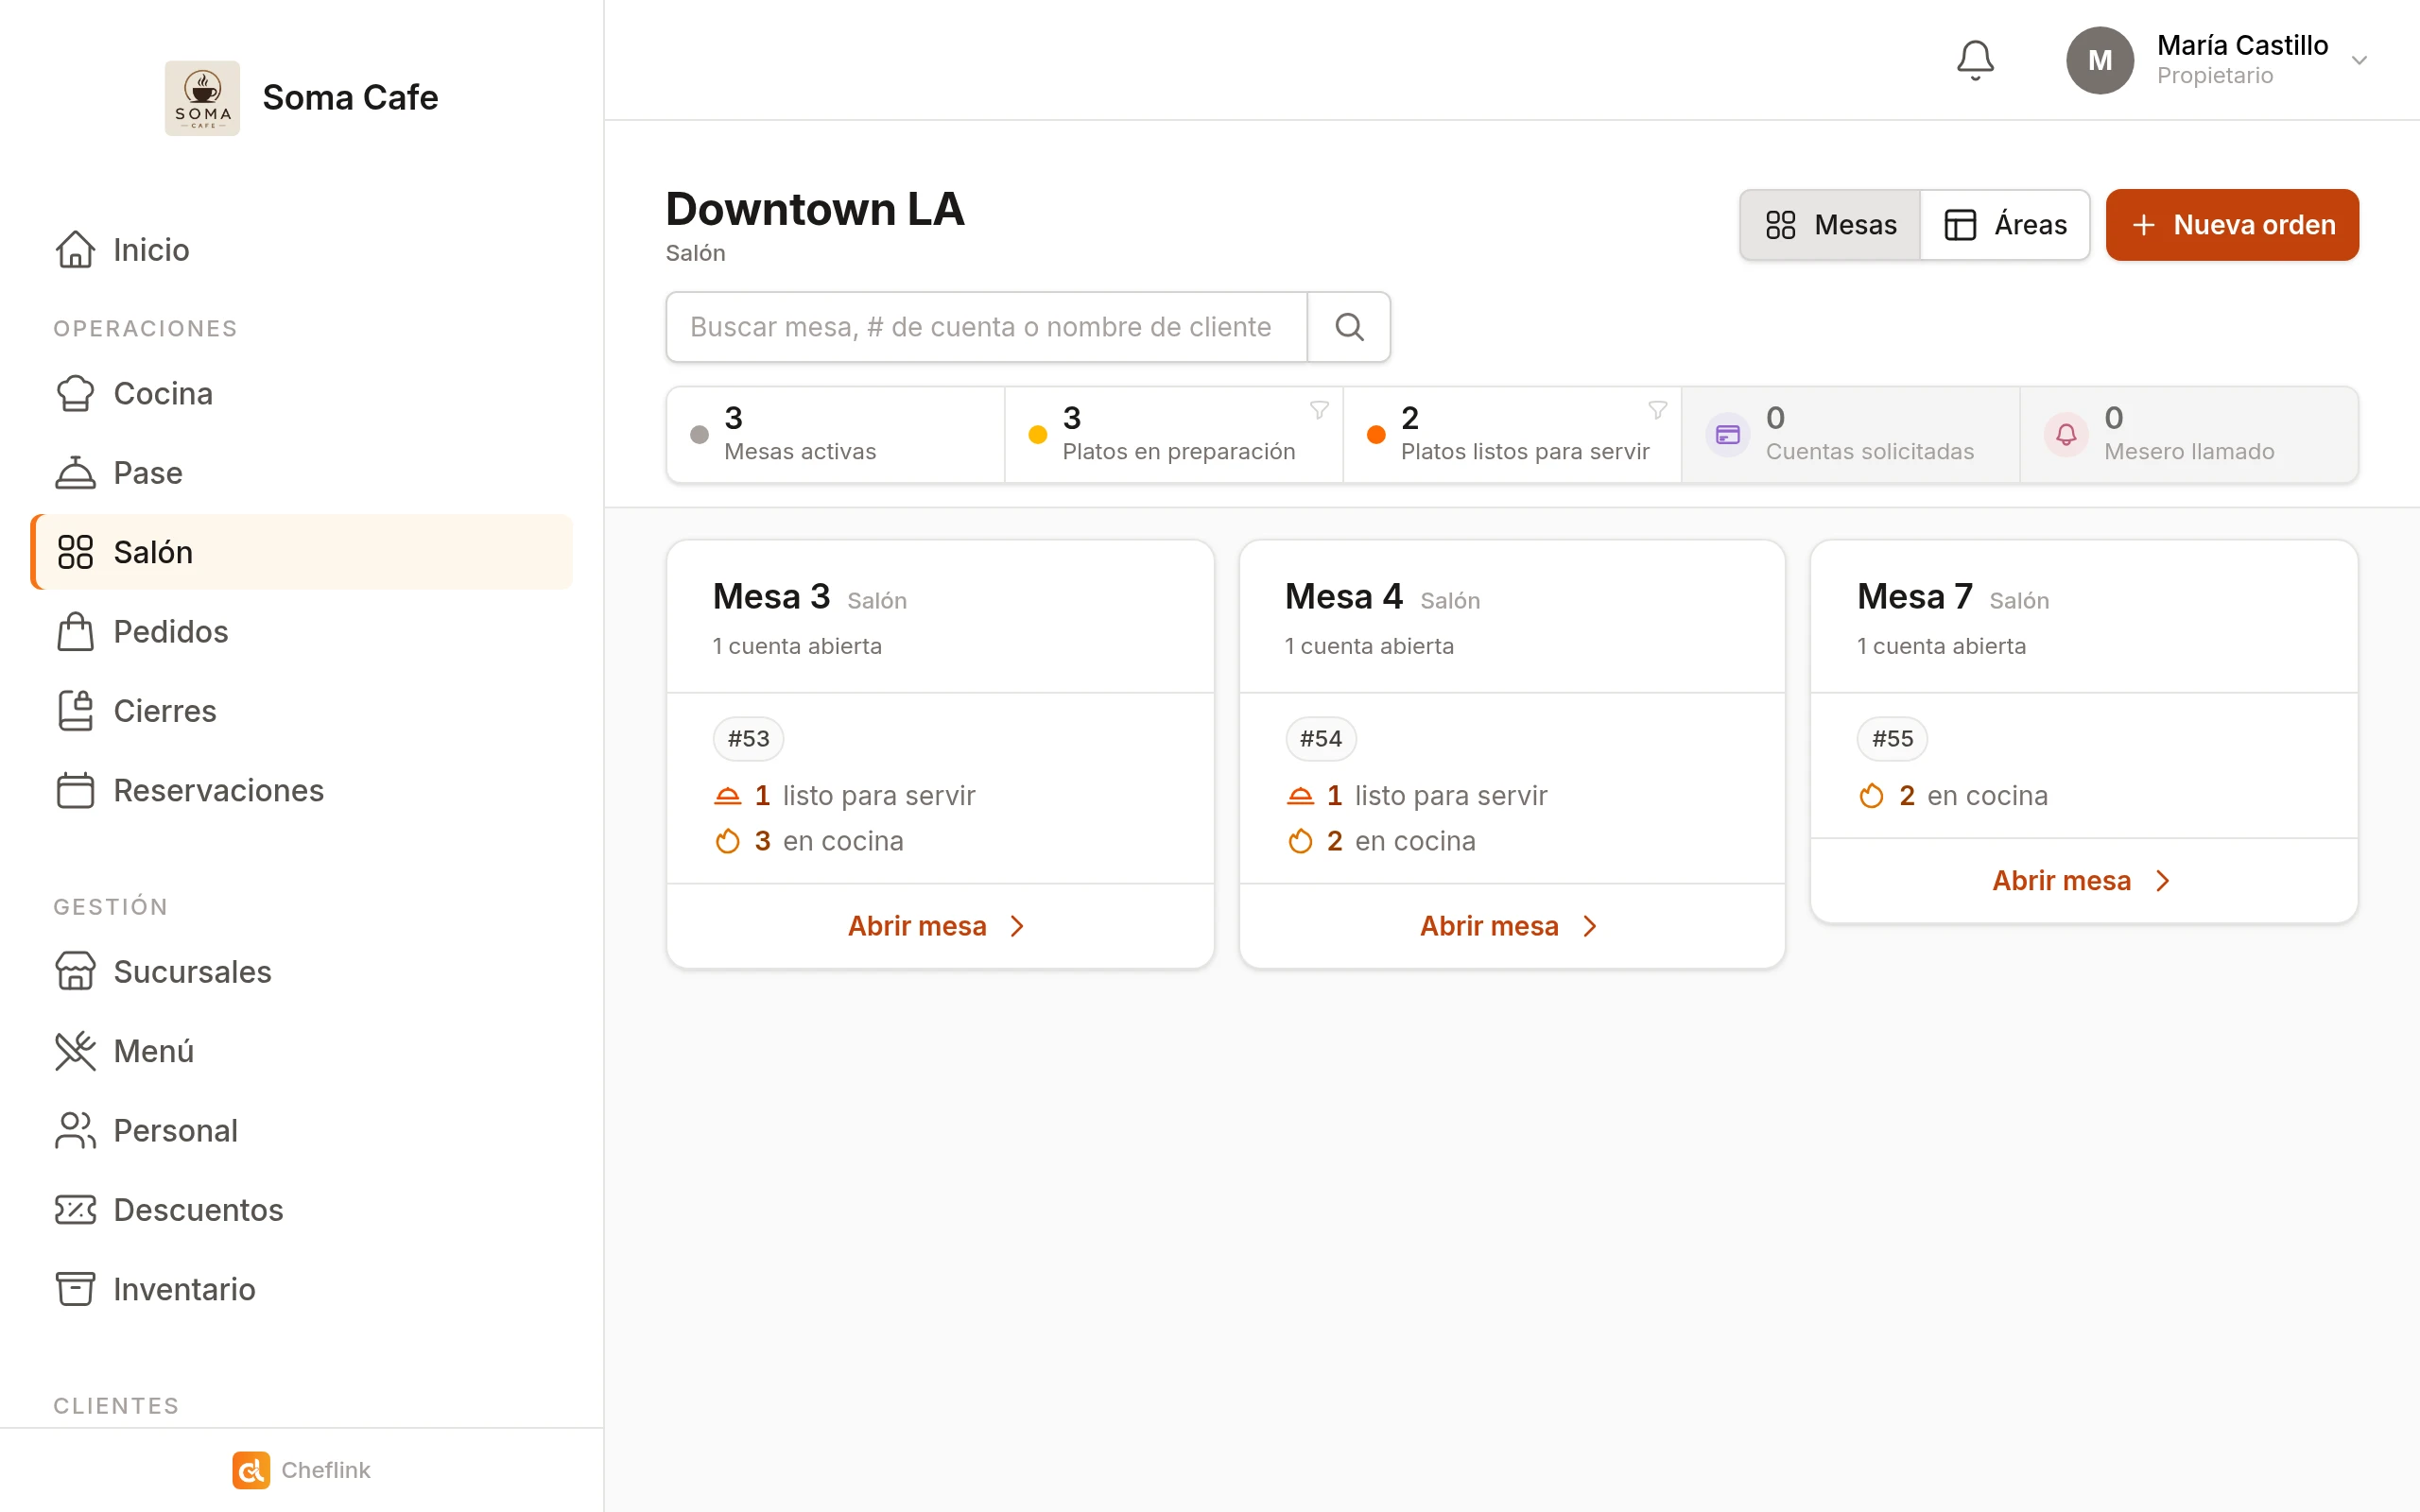 SOMA
CAFE
Soma Cafe
Inicio
OPERACIONES
Cocina
Pase
Salón
Pedidos
Cierres
Reservaciones
GESTIÓN
Sucursales
Menú
Personal
Descuentos
Inventario
CLIENTES
Cheflink
M
María Castillo
Propietario
Downtown LA
Salón
Mesas
Áreas
Nueva orden
Buscar mesa, # de cuenta o nombre de cliente
3
Mesas activas
3
Platos en preparación
2
Platos listos para servir
0
Cuentas solicitadas
0
Mesero llamado
Mesa 3 Salón
1 cuenta abierta
#53
1 listo para servir
3 en cocina
Abrir mesa
Mesa 4 Salón
1 cuenta abierta
#54
1 listo para servir
2 en cocina
Abrir mesa
Mesa 7 Salón
1 cuenta abierta
#55
2 en cocina
Abrir mesa